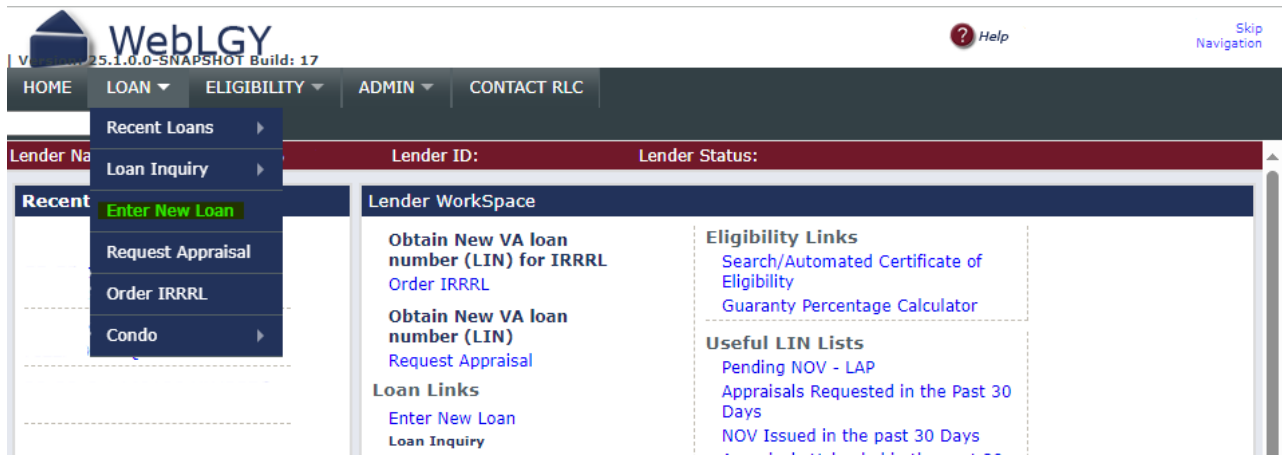 WebLGY
Help
Skip
Navigation
25.1.0.0-SNAPSHOT Build: 17
HOME LOAN ELIGIBILITY ADMIN CONTACT RLC
Recent Loans
Loan Inquiry
Enter New Loan
Request Appraisal
Order IRRRL
Condo
Lender Na Lender ID: Lender Status:
Recent
Lender WorkSpace
Obtain New VA loan
number (LIN) for IRRRL
Order IRRRL
Obtain New VA loan
number (LIN)
Request Appraisal
Loan Links
Enter New Loan
Loan Inquiry
Eligibility Links
Search/Automated Certificate of
Eligibility
Guaranty Percentage Calculator
Useful LIN Lists
Pending NOV - LAP
Appraisals Requested in the Past 30
Days
NOV Issued in the past 30 Days